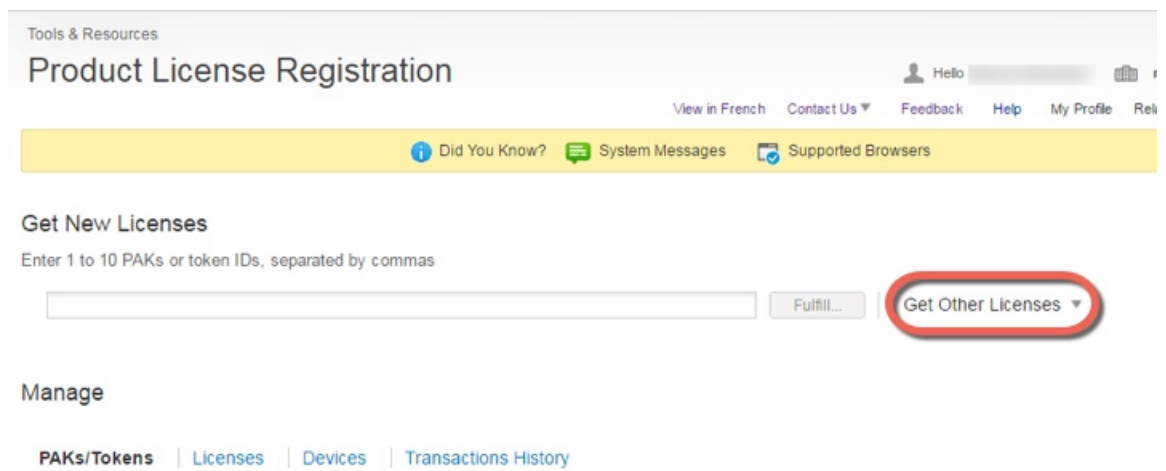 Tools & Resources
Product License Registration
Hello
View in French Contact Us Feedback Help My Profile
Did You Know? System Messages Supported Browsers
Get New Licenses
Enter 1 to 10 PAKs or token IDs, separated by commas
Fulfill... Get Other Licenses
Manage
PAKs/Tokens Licenses Devices Transactions History